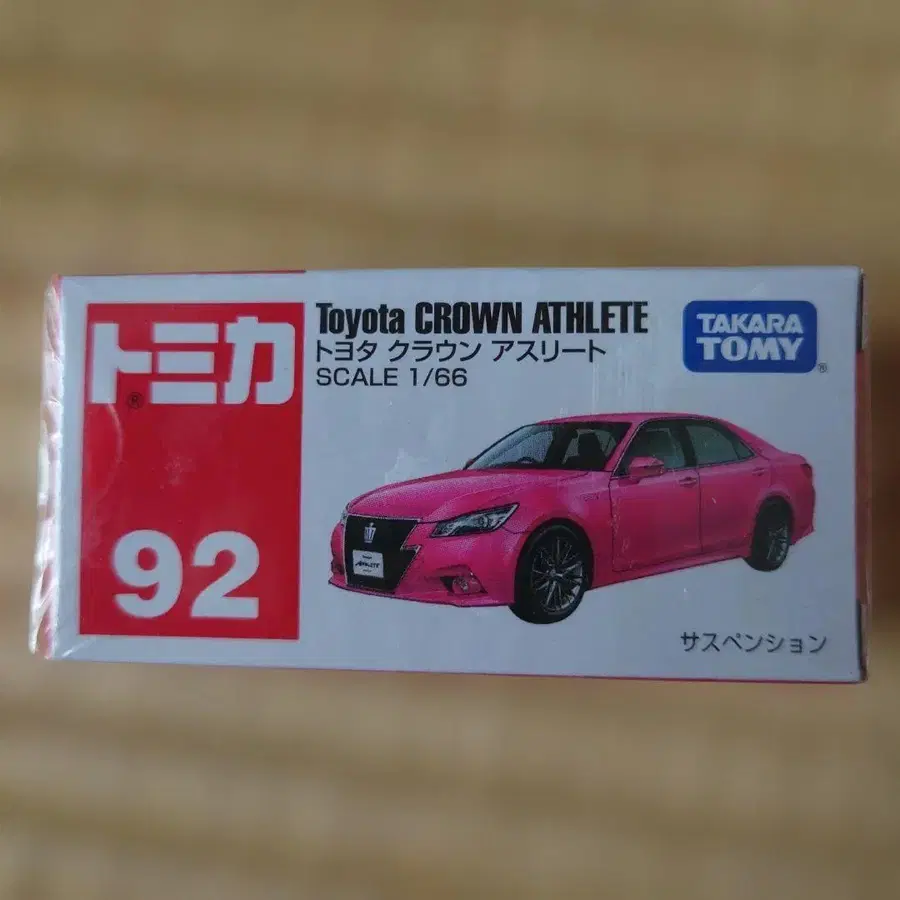 トミカ®
92
Toyota CROWN ATHLETE
トヨタ クラウン アスリート
SCALE 1/66
TAKARA
TOMY®
ATHLETE
サスペンション